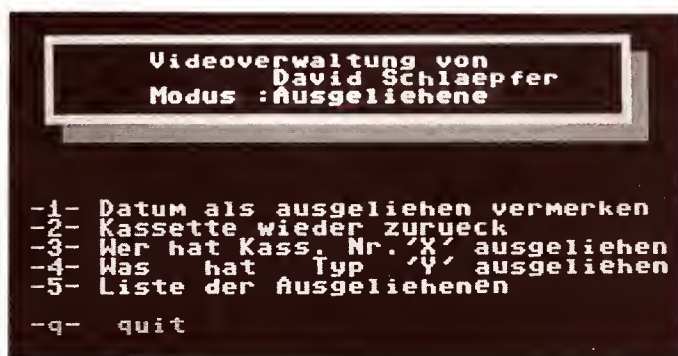 Videoverwaltung von
David Schlaepfer
Modus :Ausgeliehene
-1- Datum als ausgeliehen vermerken
-2- Kassette wieder zurueck
-3- Wer hat Kass. Nr.'X' ausgeliehen
-4- Was hat Typ 'Y' ausgeliehen
-5- Liste der Ausgeliehenen
-q- quit